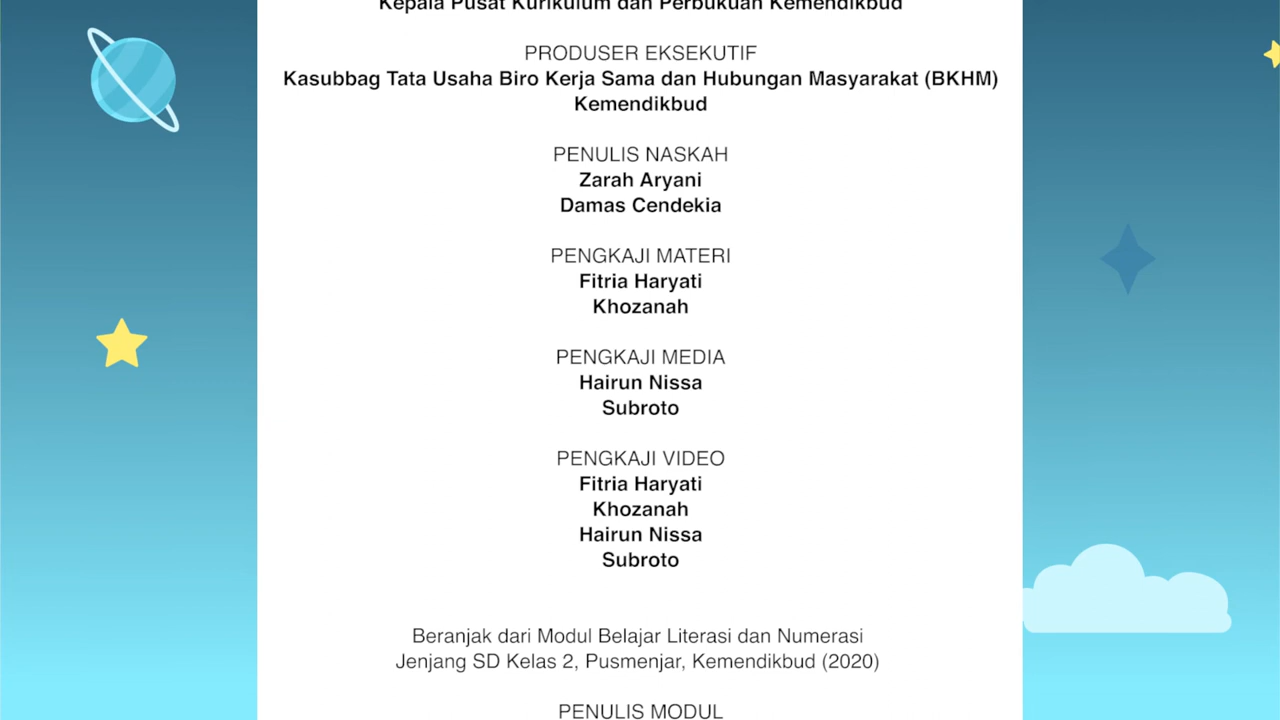 Kepala Pusat Kurikulum dan Perbukuan Kemendikbud
PRODUSER EKSEKUTIF
Kasubbag Tata Usaha Biro Kerja Sama dan Hubungan Masyarakat (BKHM)
Kemendikbud
PENULIS NASKAH
Zarah Aryani
Damas Cendekia
PENGKAJI MATERI
Fitria Haryati
Khozanah
PENGKAJI MEDIA
Hairun Nissa
Subroto
PENGKAJI VIDEO
Fitria Haryati
Khozanah
Hairun Nissa
Subroto
Beranjak dari Modul Belajar Literasi dan Numerasi
Jenjang SD Kelas 2, Pusmenjar, Kemendikbud (2020)
PENULIS MODUL